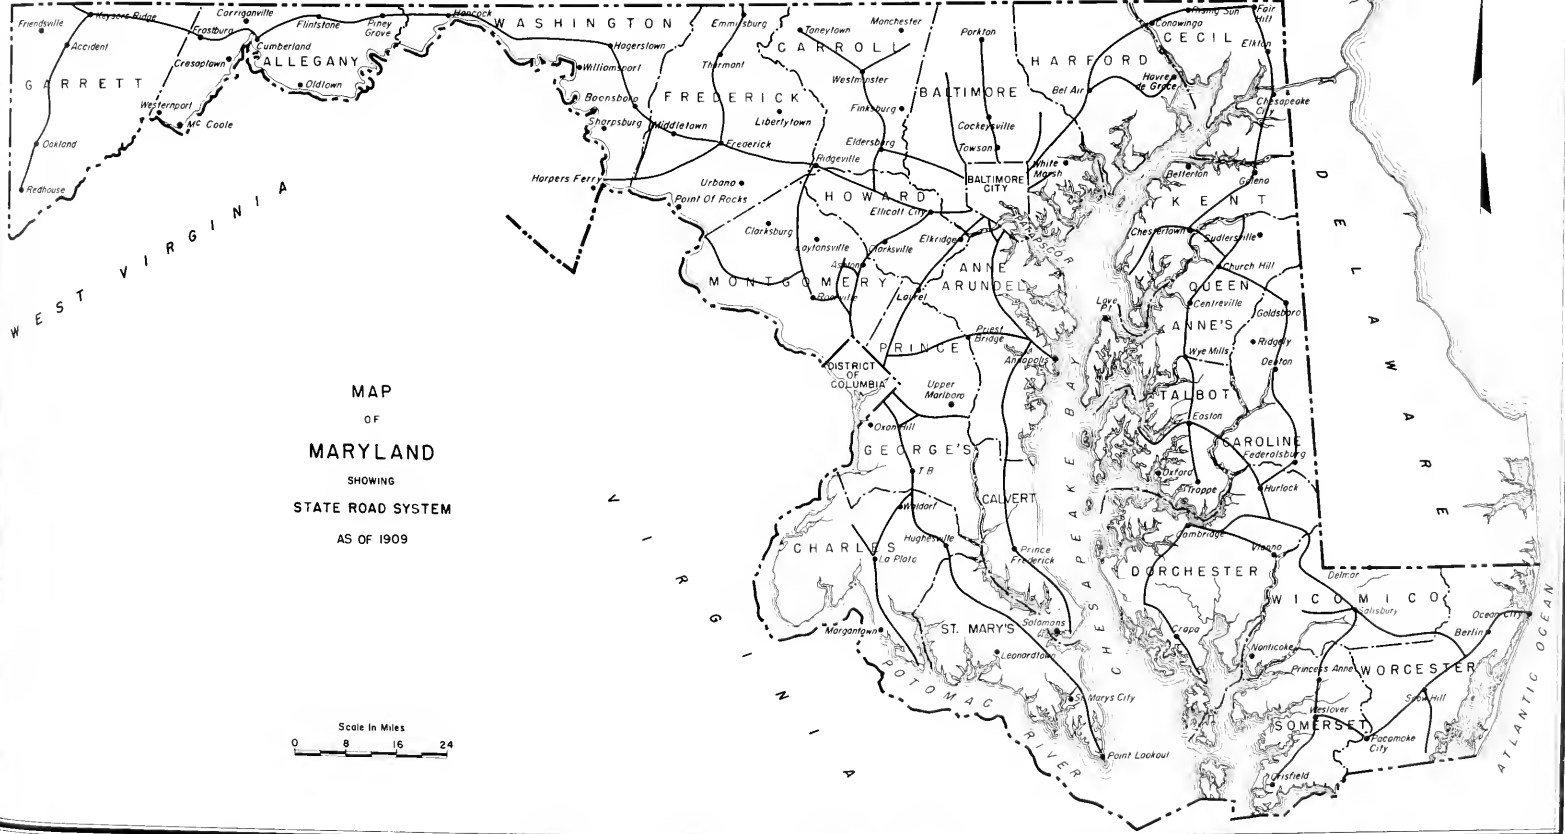 Friendsville
Keysers Ridge
Accident
GARRETT
Oakland
Redhouse
Corriganville
Frostburg
Flintstone
Piney
Grove
Hancock
Cumberland
Cresaptown
ALLEGANY
Oldtown
Westernport
Mc Coole
WASHINGTON
Hagerstown
Williamsport
Boonsboro
Sharpsburg
Harpers Ferry
Emmitsburg
Thurmont
FREDERICK
Middletown
Libertytown
Frederick
Urbana
Point Of Rocks
Taneytown
Manchester
CARROLL
Westminster
Finksburg
Eldersburg
Ridgeville
Parkton
BALTIMORE
Cockeysville
Towson
BALTIMORE
CITY
White
Marsh
HARFORD
Bel Air
Havre
de Grace
Conowingo
Rising Sun
Fair
Hill
CECIL
Elkton
Chesapeake
City
HOWARD
Ellicott City
Clarksville
Elkridge
Clarksburg
Laytonsville
Ashton
MONTGOMERY
Rockville
Laurel
ANNE
ARUNDEL
PATAPSCO R
Priest
Bridge
Annapolis
PRINCE
DISTRICT
OF
COLUMBIA
Upper
Marlboro
Oxon Hill
GEORGE'S
T B
Betterton
Galena
KENT
Chestertown
Sudlersville
Church Hill
QUEEN
Centreville
Love
Pt.
ANNE'S
Goldsboro
Ridgely
Wye Mills
Denton
TALBOT
Easton
CAROLINE
Federalsburg
Oxford
Trappe
Hurlock
CALVERT
Waldorf
CHARLES
Hughesville
La Plata
Prince
Frederick
Morgantown
ST. MARY'S
Solomons
Leonardtown
St Marys City
Point Lookout
Cambridge
Vienna
DORCHESTER
Crapo
Delmar
WICOMICO
Salisbury
Nanticoke
Ocean City
Berlin
Princess Anne
WORCESTER
Snow Hill
Westover
SOMERSET
Pocomoke
City
Crisfield
WEST VIRGINIA
VIRGINIA
DELAWARE
CHESAPEAKE BAY
POTOMAC RIVER
ATLANTIC OCEAN
MAP
OF
MARYLAND
SHOWING
STATE ROAD SYSTEM
AS OF 1909
Scale In Miles
0 8 16 24